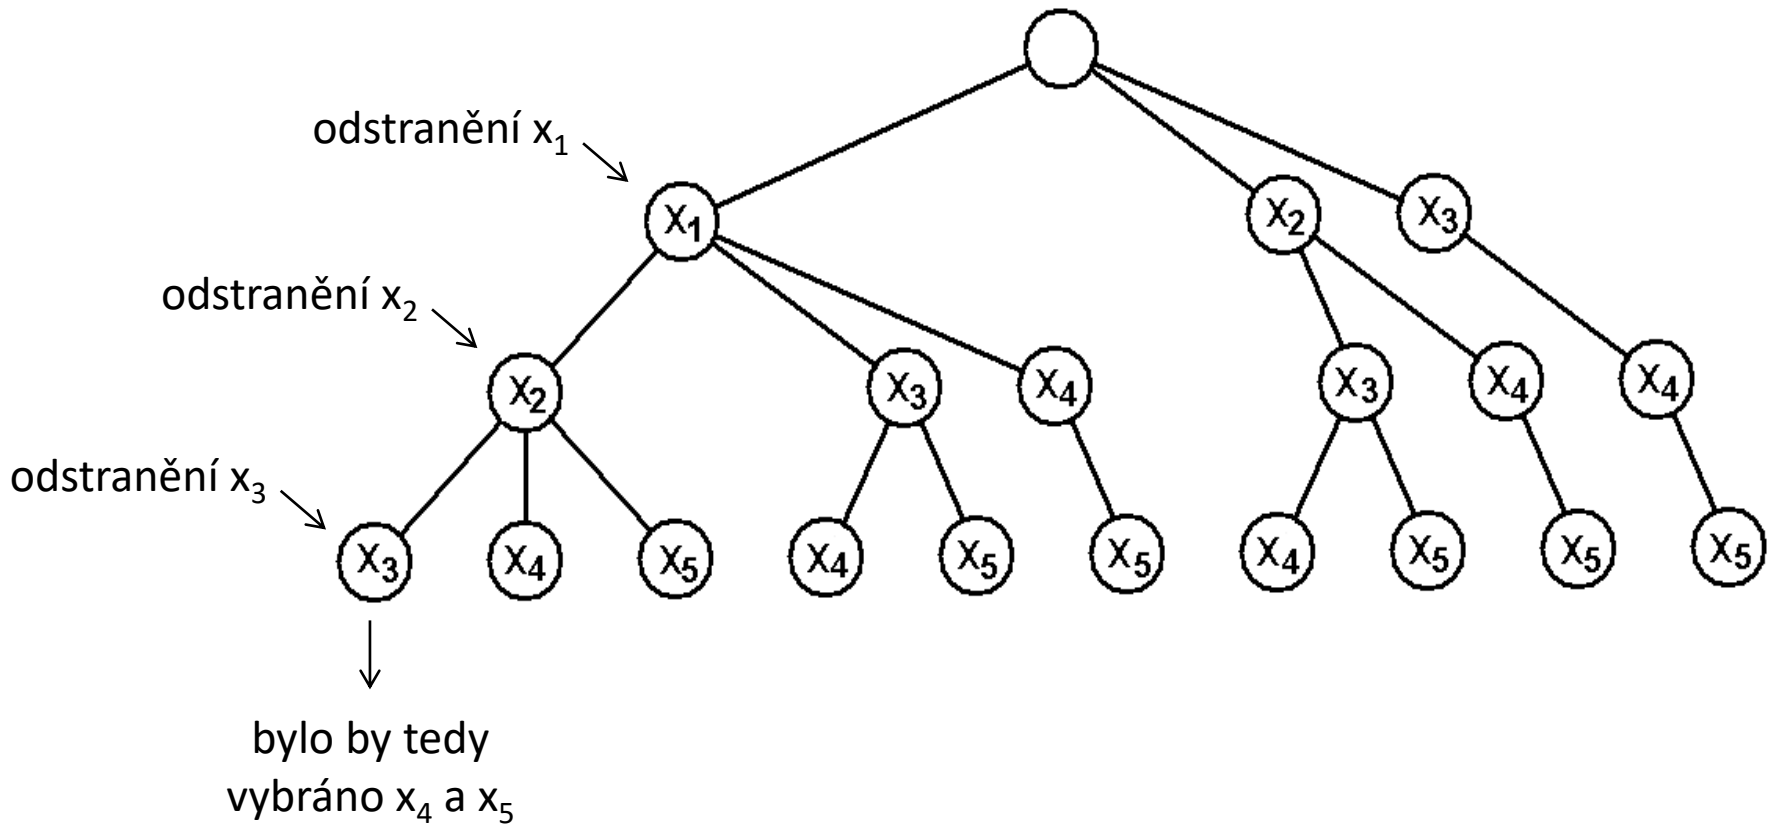 odstranění x₁
x₁
x₂
x₃
odstranění x₂
x₂
x₃
x₄
x₃
x₄
x₄
odstranění x₃
x₃
x₄
x₅
x₄
x₅
x₅
x₄
x₅
x₅
x₅
bylo by tedy
vybráno x₄ a x₅